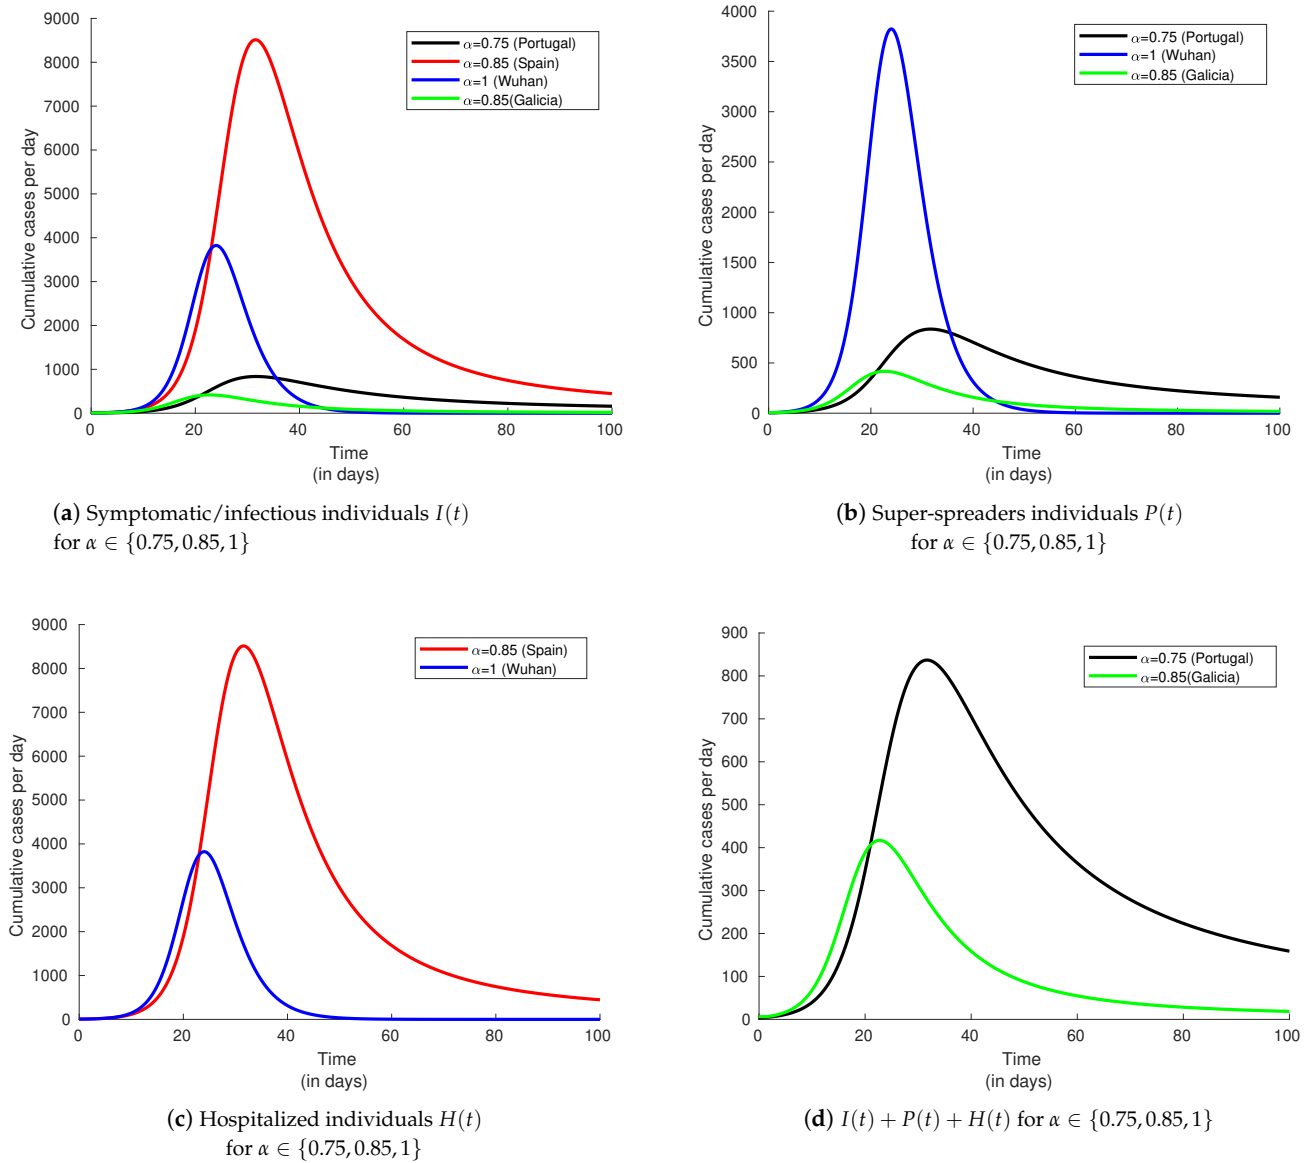 9000
8000
7000
6000
5000
4000
3000
2000
1000
0
0
20
40
60
80
100
Cumulative cases per day
Time
(in days)
α=0.75 (Portugal)
α=0.85 (Spain)
α=1 (Wuhan)
α=0.85(Galicia)
(a) Symptomatic/infectious individuals I(t)
for α ∈ {0.75, 0.85, 1}
4000
3500
3000
2500
2000
1500
1000
500
0
0
20
40
60
80
100
Cumulative cases per day
Time
(in days)
α=0.75 (Portugal)
α=1 (Wuhan)
α=0.85 (Galicia)
(b) Super-spreaders individuals P(t)
for α ∈ {0.75, 0.85, 1}
9000
8000
7000
6000
5000
4000
3000
2000
1000
0
0
20
40
60
80
100
Cumulative cases per day
Time
(in days)
α=0.85 (Spain)
α=1 (Wuhan)
(c) Hospitalized individuals H(t)
for α ∈ {0.75, 0.85, 1}
900
800
700
600
500
400
300
200
100
0
0
20
40
60
80
100
Cumulative cases per day
Time
(in days)
α=0.75 (Portugal)
α=0.85(Galicia)
(d) I(t) + P(t) + H(t) for α ∈ {0.75, 0.85, 1}